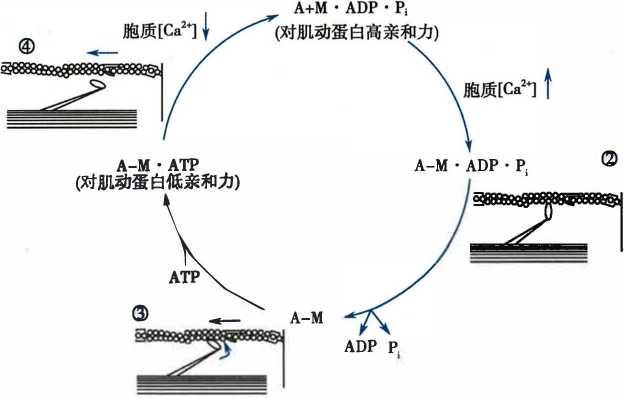 A+M·ADP·Pi
(对肌动蛋白高亲和力)
胞质[Ca²⁺]↓
④
胞质[Ca²⁺]↑
A-M·ATP
(对肌动蛋白低亲和力)
A-M·ADP·Pi
②
ATP
③
A-M
ADP Pi